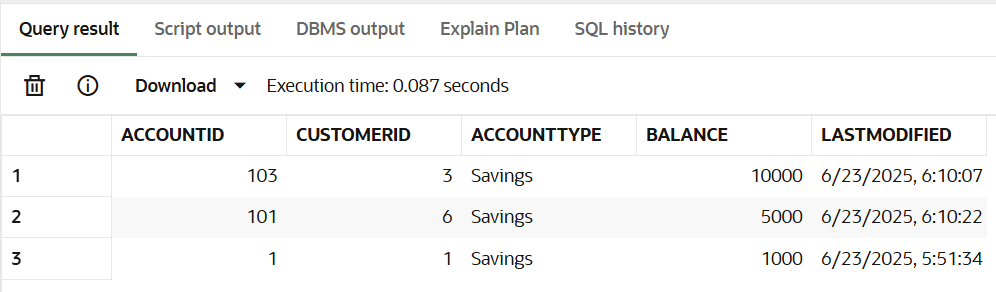 Query result Script output DBMS output Explain Plan SQL history
Download Execution time: 0.087 seconds
ACCOUNTID CUSTOMERID ACCOUNTTYPE BALANCE LASTMODIFIED
1 103 3 Savings 10000 6/23/2025, 6:10:07
2 101 6 Savings 5000 6/23/2025, 6:10:22
3 1 1 Savings 1000 6/23/2025, 5:51:34